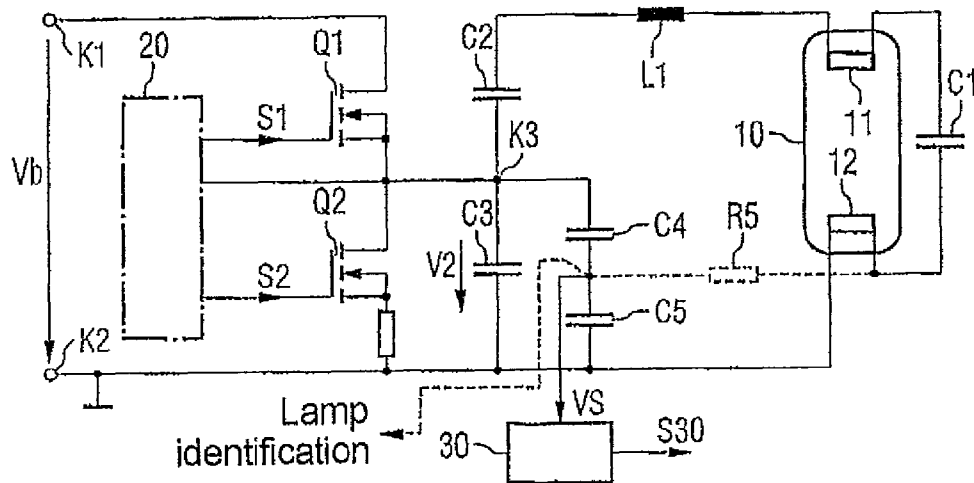 K1
20
Q1
C2
L1
C1
S1
10
11
K3
12
Vb
Q2
C3
C4
R5
V2
S2
C5
K2
Lamp
identification
VS
30
S30